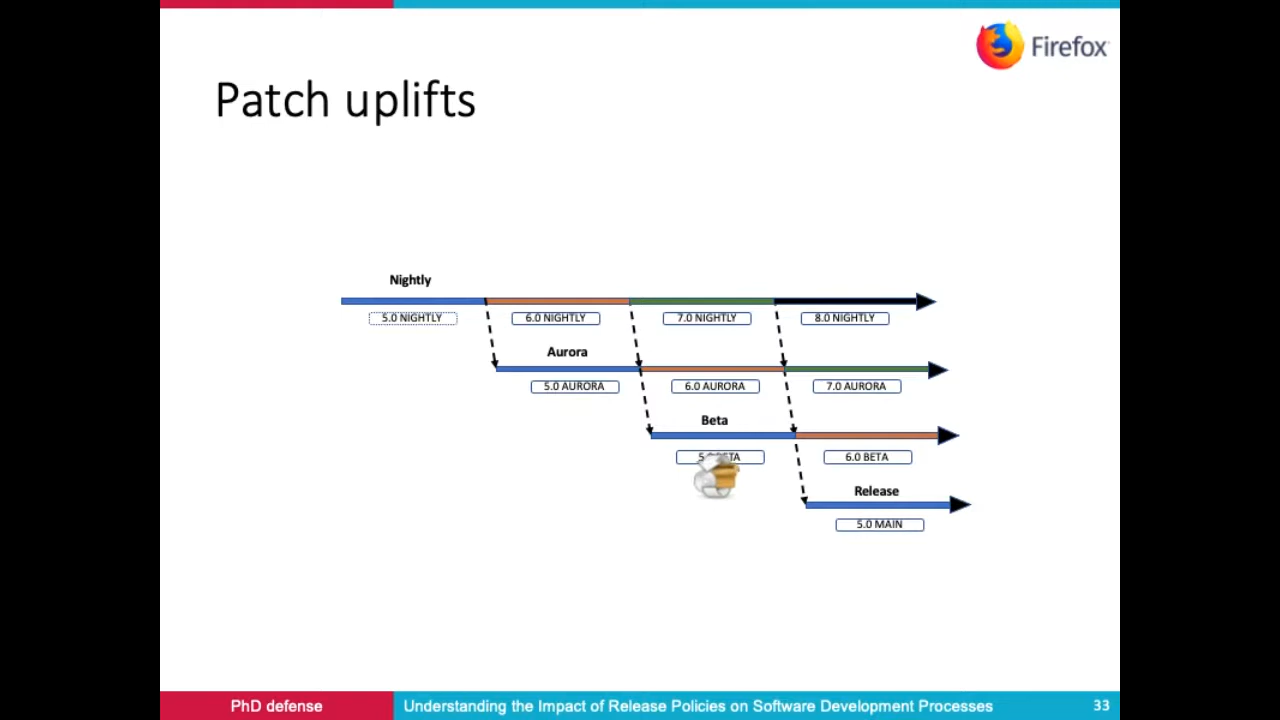 Firefox
Patch uplifts
Nightly
5.0 NIGHTLY
6.0 NIGHTLY
7.0 NIGHTLY
8.0 NIGHTLY
Aurora
5.0 AURORA
6.0 AURORA
7.0 AURORA
Beta
6.0 BETA
Release
5.0 MAIN
PhD defense
Understanding the Impact of Release Policies on Software Development Processes
33